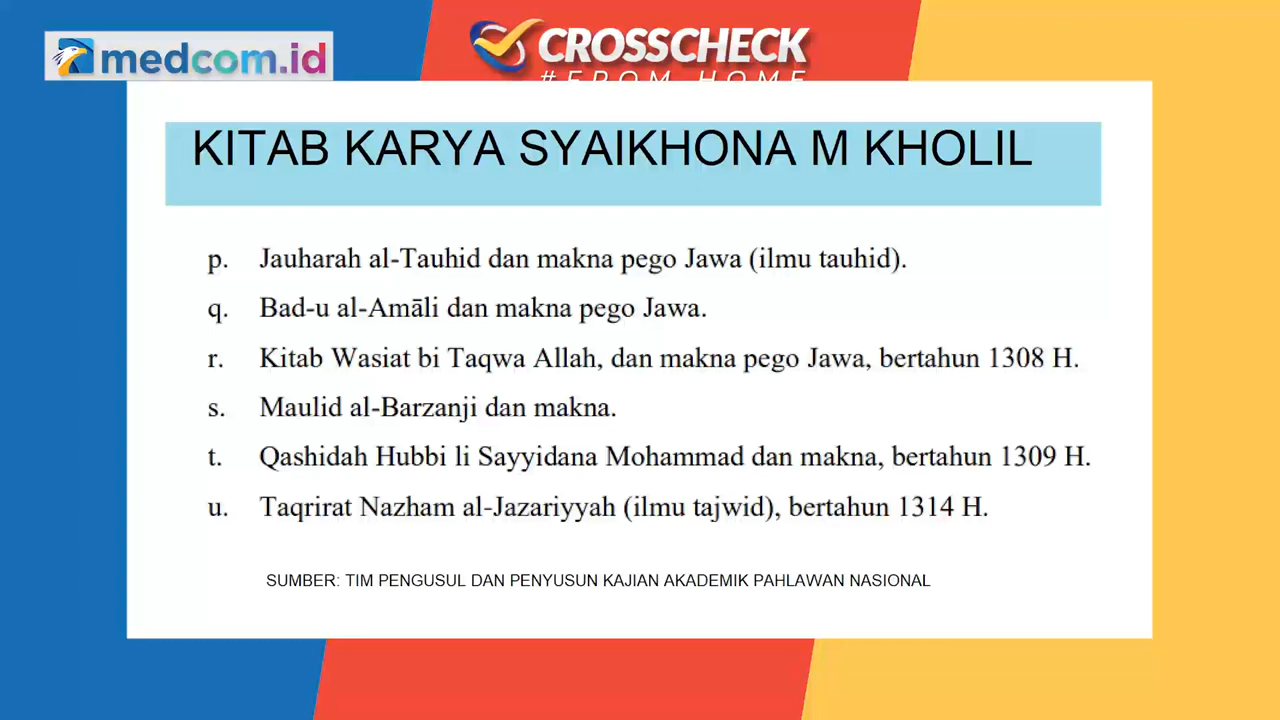 medcom.id
CROSSCHECK
#FROM HOME
KITAB KARYA SYAIKHONA M KHOLIL
p. Jauharah al-Tauhid dan makna pego Jawa (ilmu tauhid).
q. Bad-u al-Amāli dan makna pego Jawa.
r. Kitab Wasiat bi Taqwa Allah, dan makna pego Jawa, bertahun 1308 H.
s. Maulid al-Barzanji dan makna.
t. Qashidah Hubbi li Sayyidana Mohammad dan makna, bertahun 1309 H.
u. Taqrirat Nazham al-Jazariyyah (ilmu tajwid), bertahun 1314 H.
SUMBER: TIM PENGUSUL DAN PENYUSUN KAJIAN AKADEMIK PAHLAWAN NASIONAL